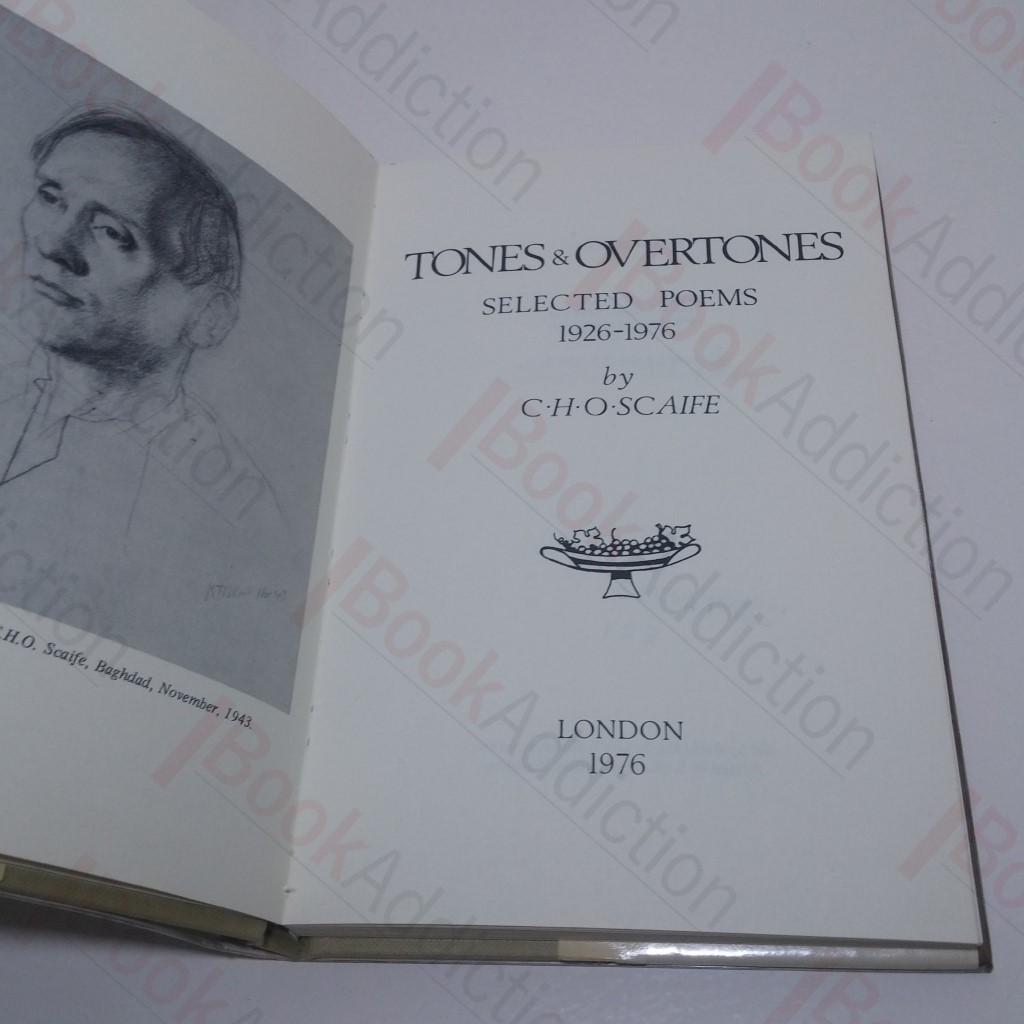 C.H.O. Scaife, Baghdad, November, 1943.
TONES & OVERTONES
SELECTED POEMS
1926-1976
by
C·H·O·SCAIFE
LONDON
1976
BookAddiction